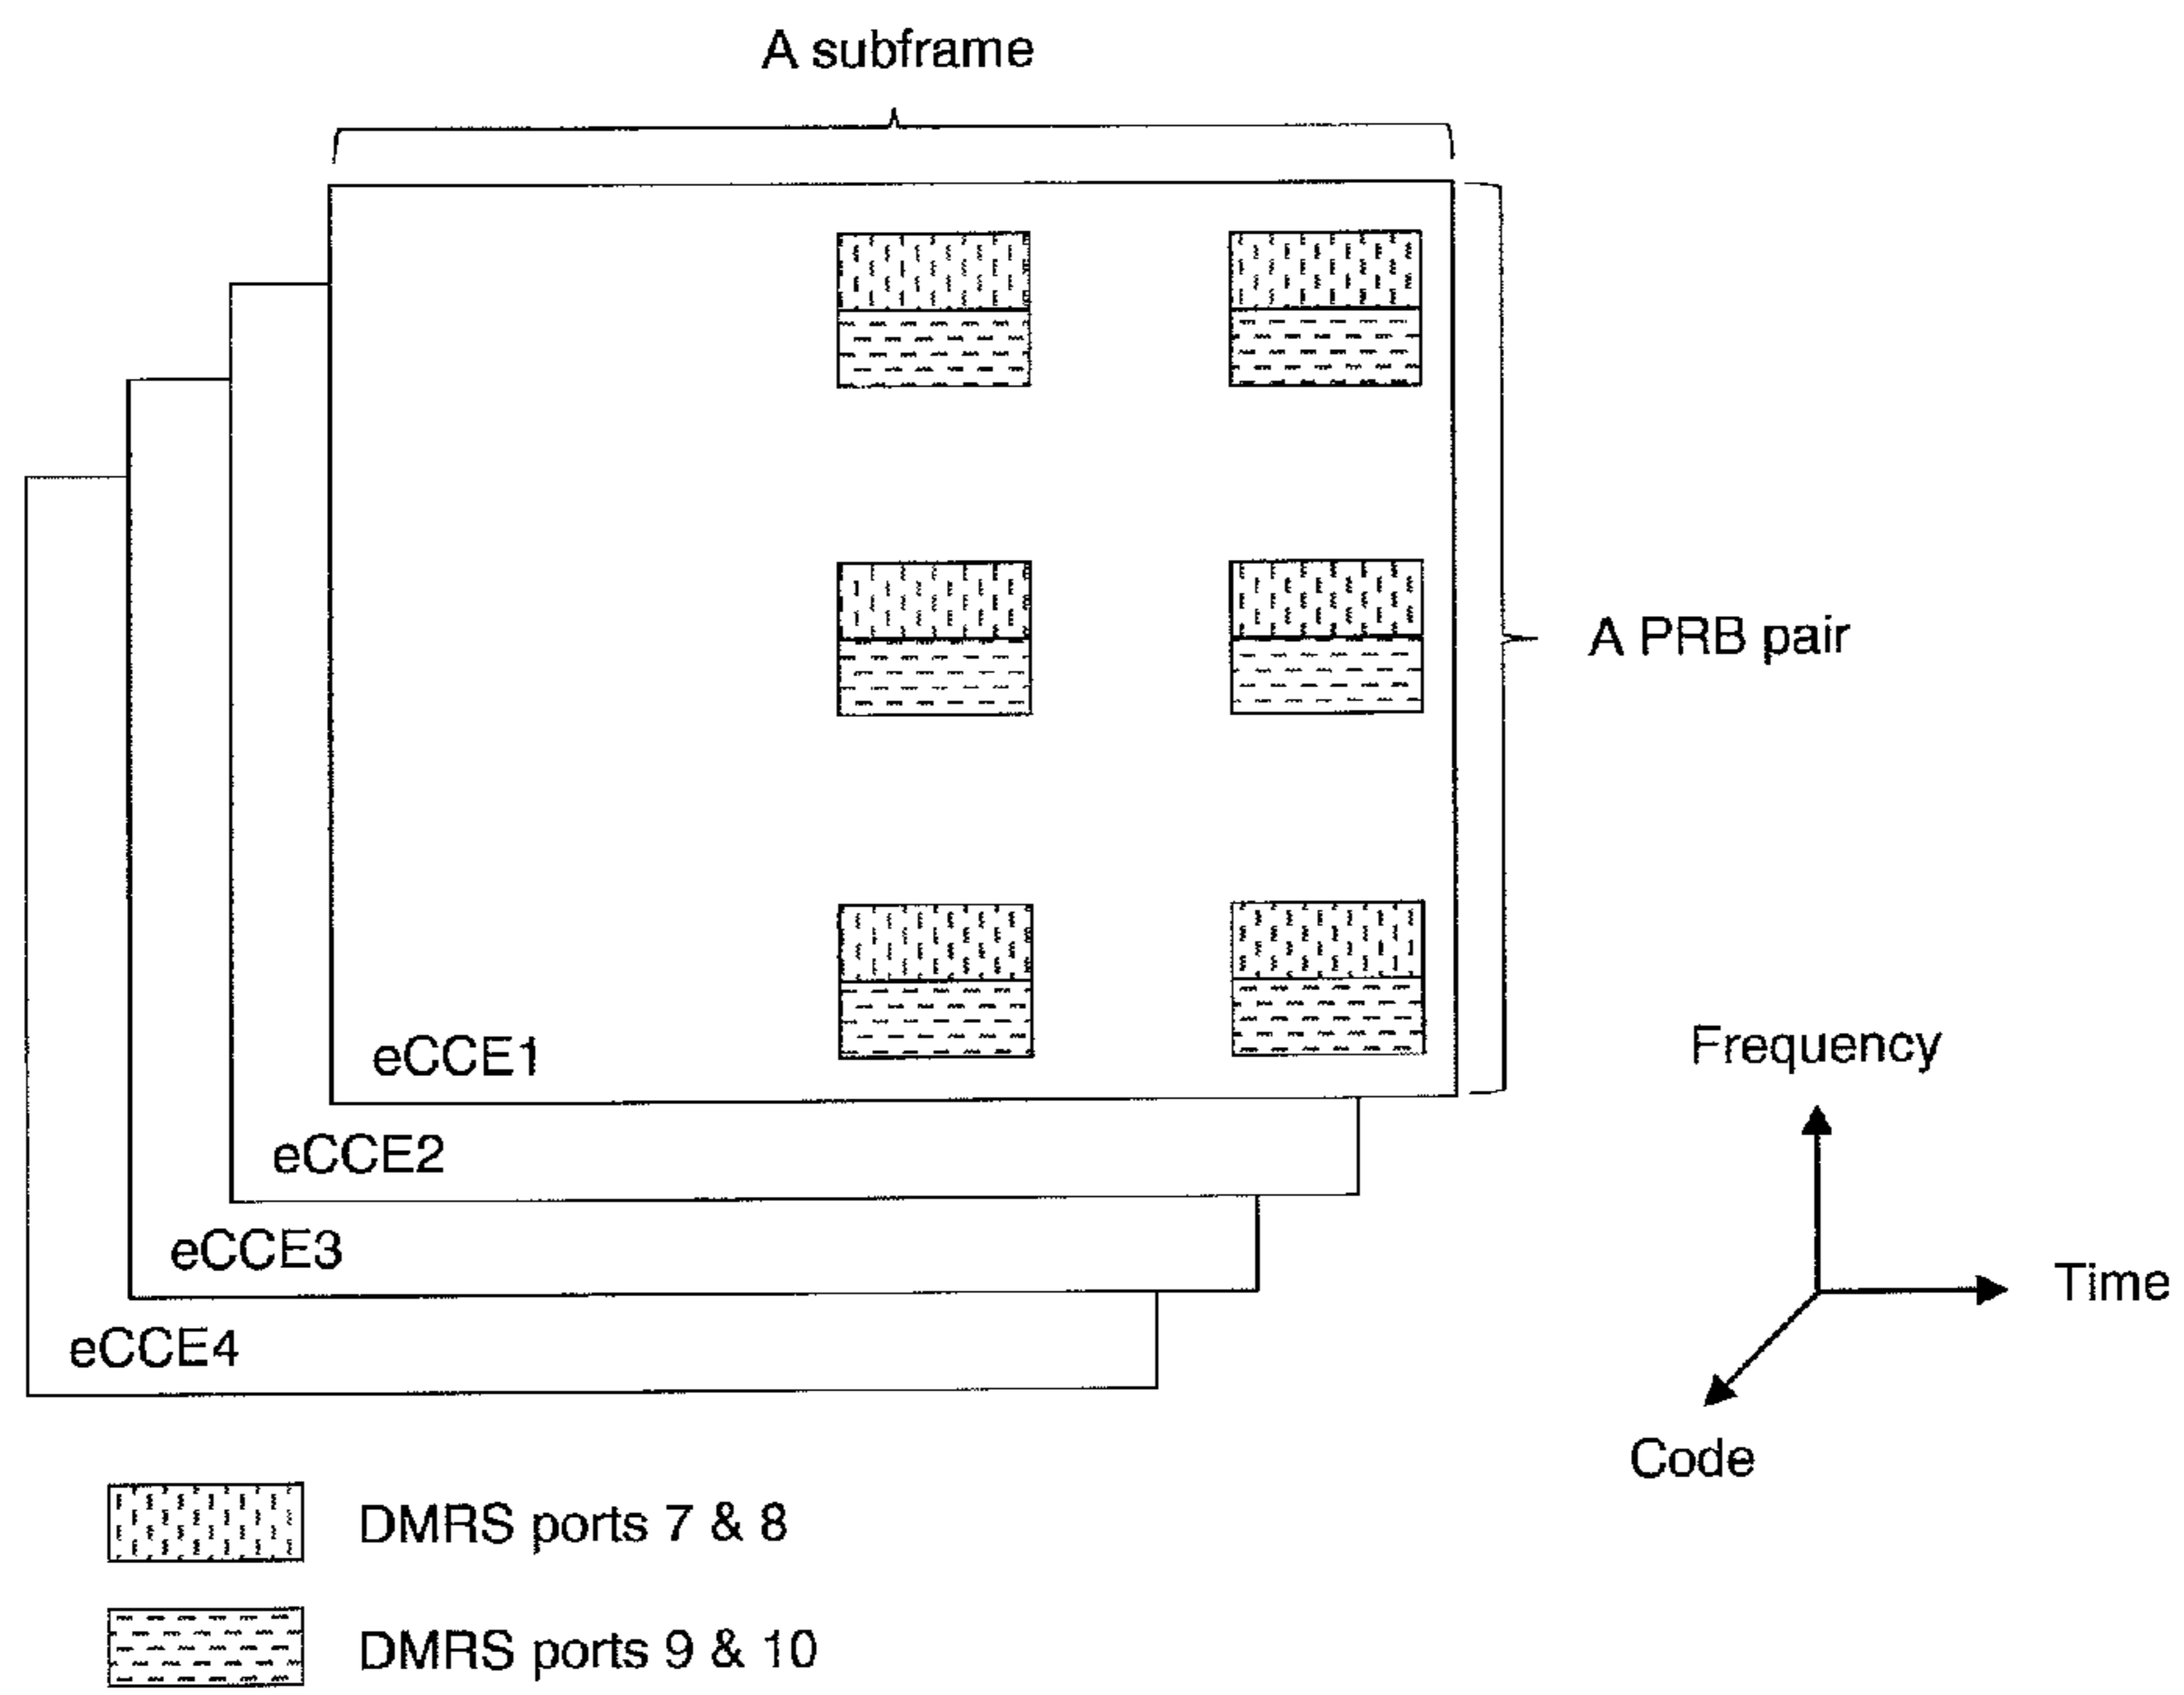 A subframe
A PRB pair
eCCE1
eCCE2
eCCE3
eCCE4
Frequency
Time
Code
DMRS ports 7 & 8
DMRS ports 9 & 10